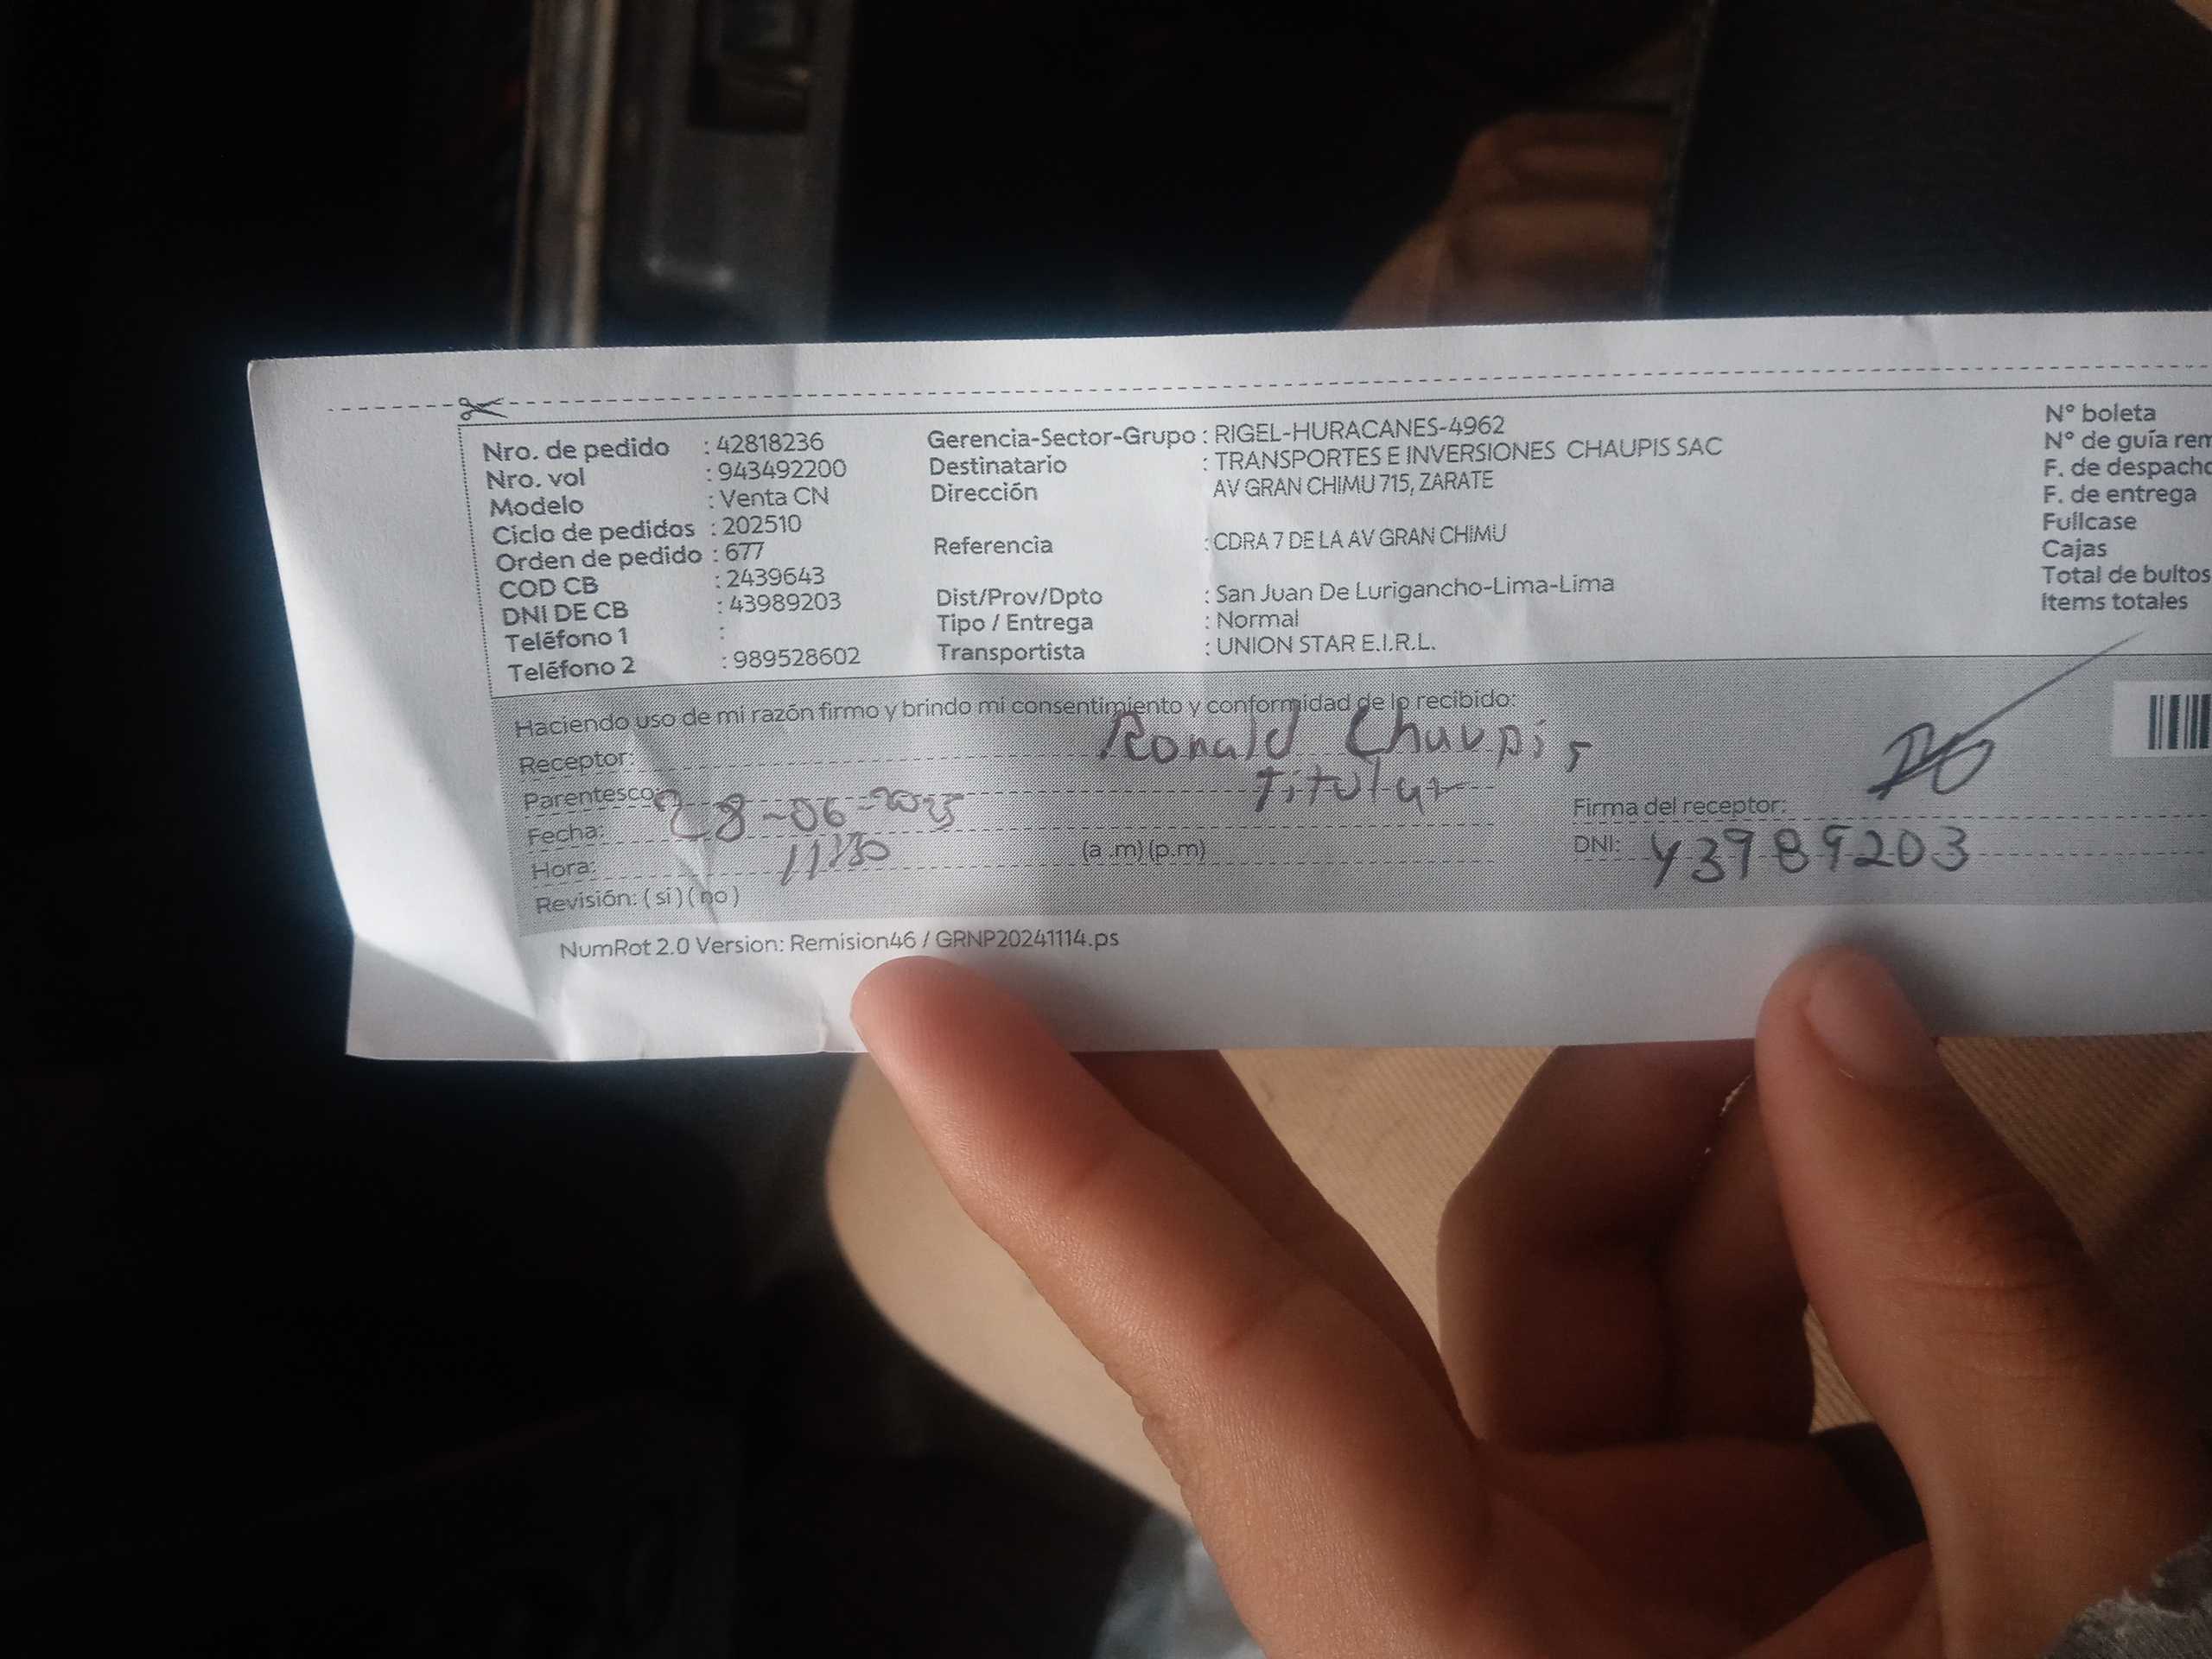 Nro. de pedido : 42818236
Nro. vol : 943492200
Modelo : Venta CN
Ciclo de pedidos : 202510
Orden de pedido : 677
COD CB : 2439643
DNI DE CB : 43989203
Teléfono 1 :
Teléfono 2 : 989528602
Gerencia-Sector-Grupo : RIGEL-HURACANES-4962
Destinatario : TRANSPORTES E INVERSIONES CHAUPIS SAC
Dirección AV GRAN CHIMU 715, ZARATE
Referencia : CDRA 7 DE LA AV GRAN CHIMU
Dist/Prov/Dpto : San Juan De Lurigancho-Lima-Lima
Tipo / Entrega : Normal
Transportista : UNION STAR E.I.R.L.
N° boleta
N° de guía rem
F. de despacho
F. de entrega
Fullcase
Cajas
Total de bultos
Items totales
Haciendo uso de mi razón firmo y brindo mi consentimiento y conformidad de lo recibido:
Receptor: Ronald Chaupis
Parentesco: Titular
Fecha: 28-06-2025
Hora: 11:30 (a .m) (p.m)
Revisión: ( si ) ( no )
Firma del receptor:
DNI: 43989203
NumRot 2.0 Version: Remision46 / GRNP20241114.ps